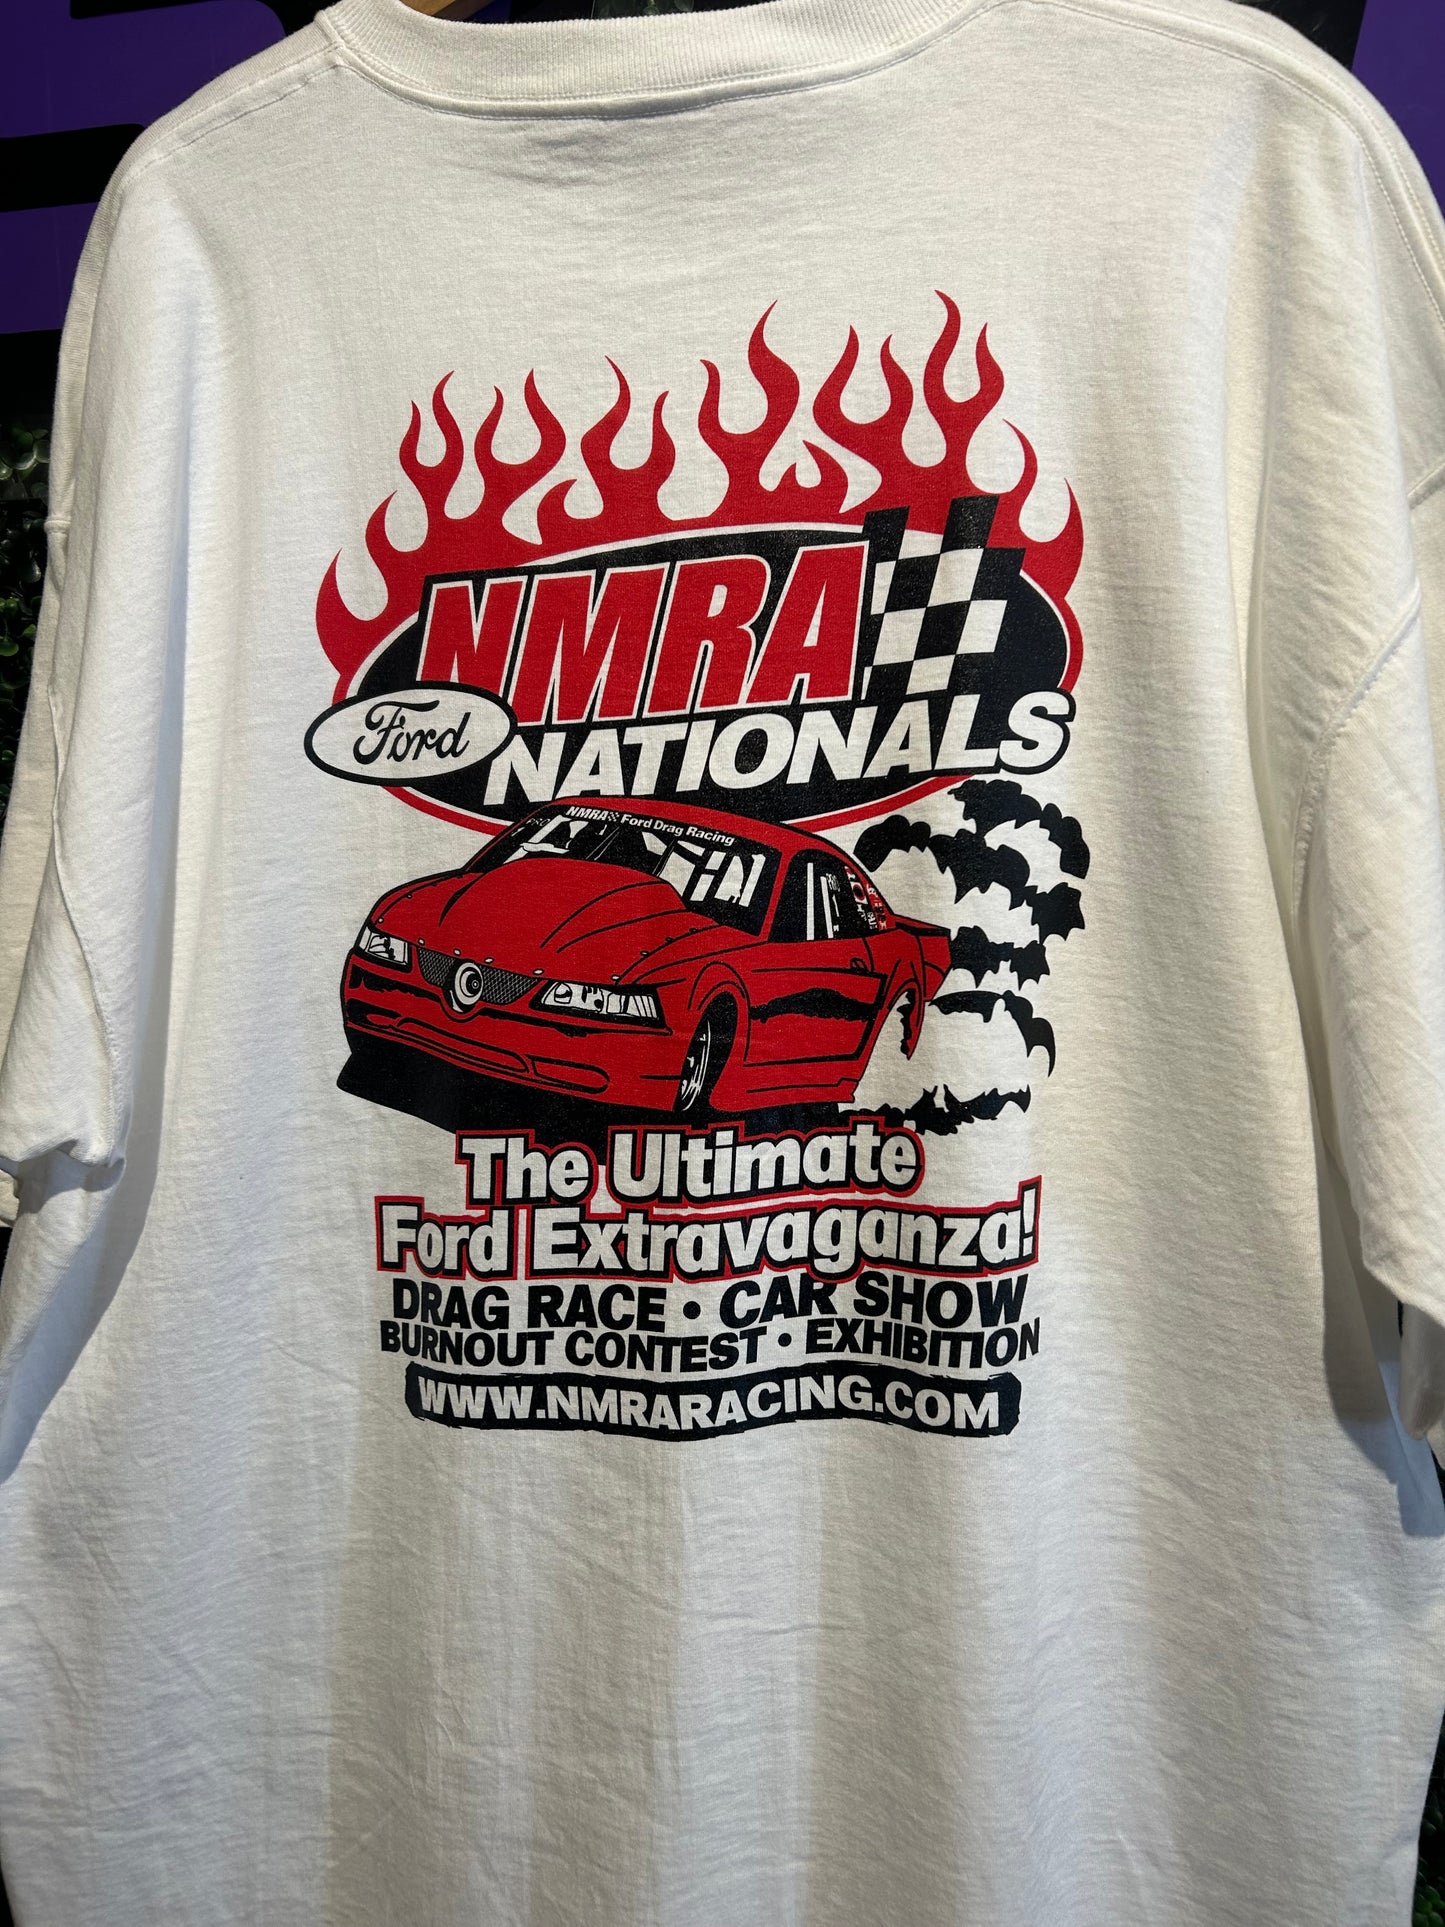 NMRA
Ford
NATIONALS
NMRA Ford Drag Racing
The Ultimate
Ford Extravaganza!
DRAG RACE • CAR SHOW
BURNOUT CONTEST • EXHIBITION
WWW.NMRARACING.COM